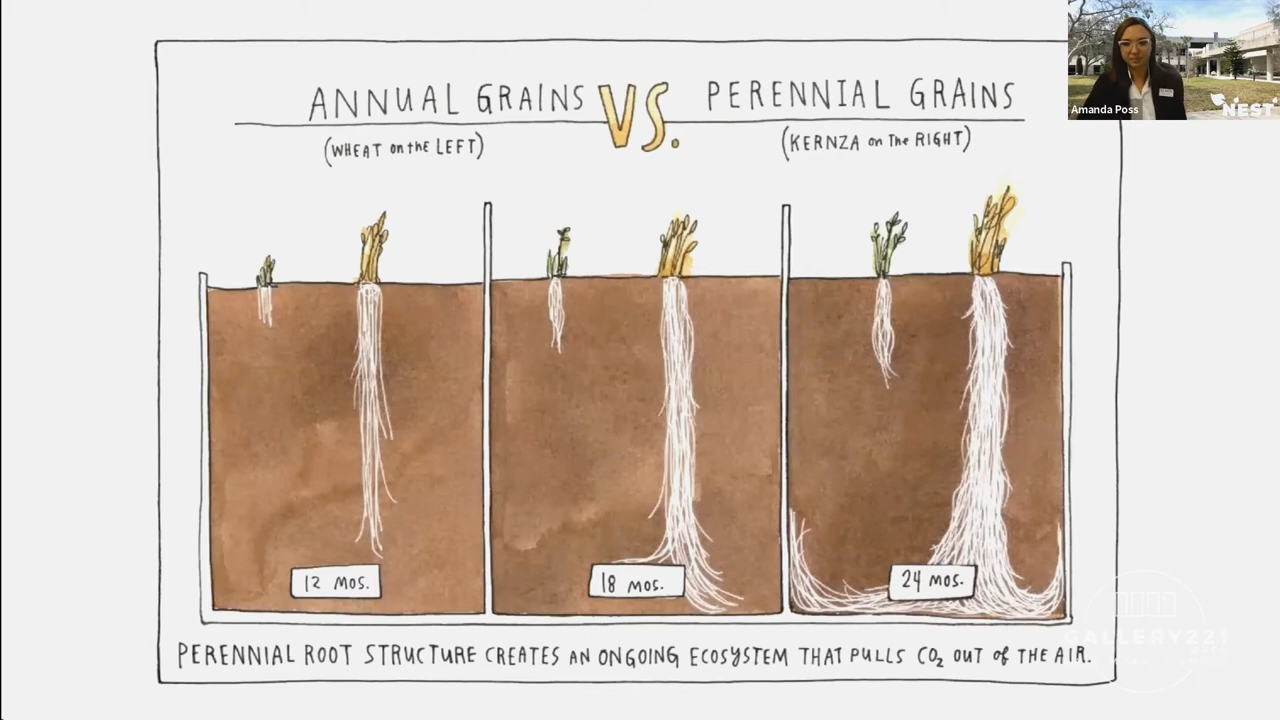 ANNUAL GRAINS VS. PERENNIAL GRAINS
(WHEAT on the LEFT) (KERNZA on The RIGHT)
12 MOS. 18 MOS. 24 MOS.
PERENNIAL ROOT STRUCTURE CREATES AN ONGOING ECOSYSTEM THAT PULLS CO₂ OUT of THE AIR.
Amanda Poss
NEST
GALLERY221